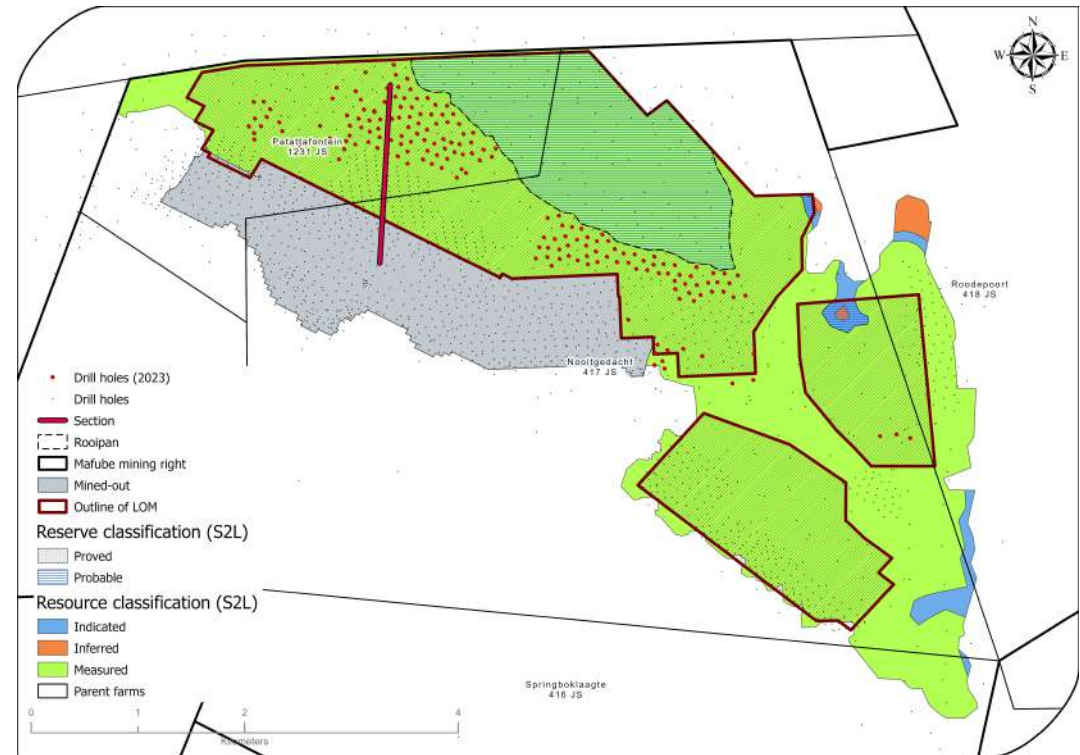 N
W E
S
Patattafontein
1231 JS
Roodepoort
418 JS
Nooitgedacht
417 JS
Drill holes (2023)
Drill holes
Section
Rooipan
Mafube mining right
Mined-out
Outline of LOM
Reserve classification (S2L)
Proved
Probable
Resource classification (S2L)
Indicated
Inferred
Measured
Parent farms
Springboklaagte
416 JS
0 1 2 4
Kilometers